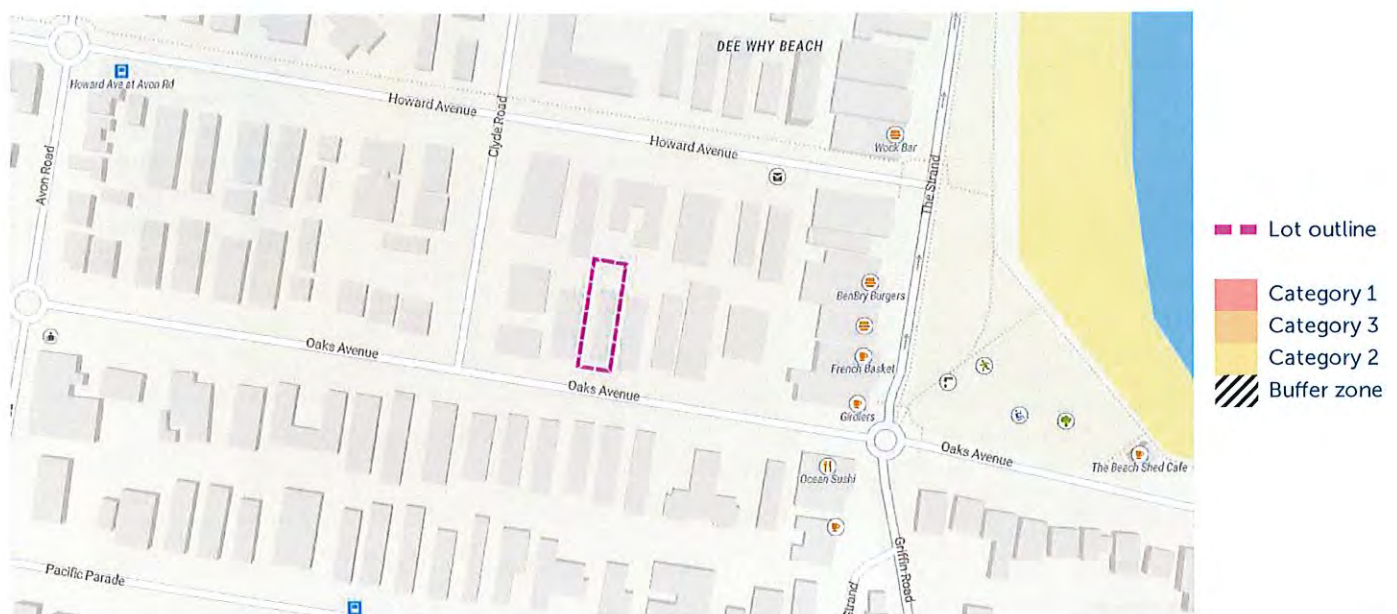 DEE WHY BEACH
Howard Ave at Avon Rd
Howard Avenue
Clyde Road
Howard Avenue
Wock Bar
Avon Road
The Strand
Lot outline
BenBry Burgers
Category 1
Category 3
Category 2
Buffer zone
Oaks Avenue
French Basket
Oaks Avenue
Girdlers
Oaks Avenue
The Beach Shed Cafe
Ocean Sushi
Griffin Road
Pacific Parade
Strand